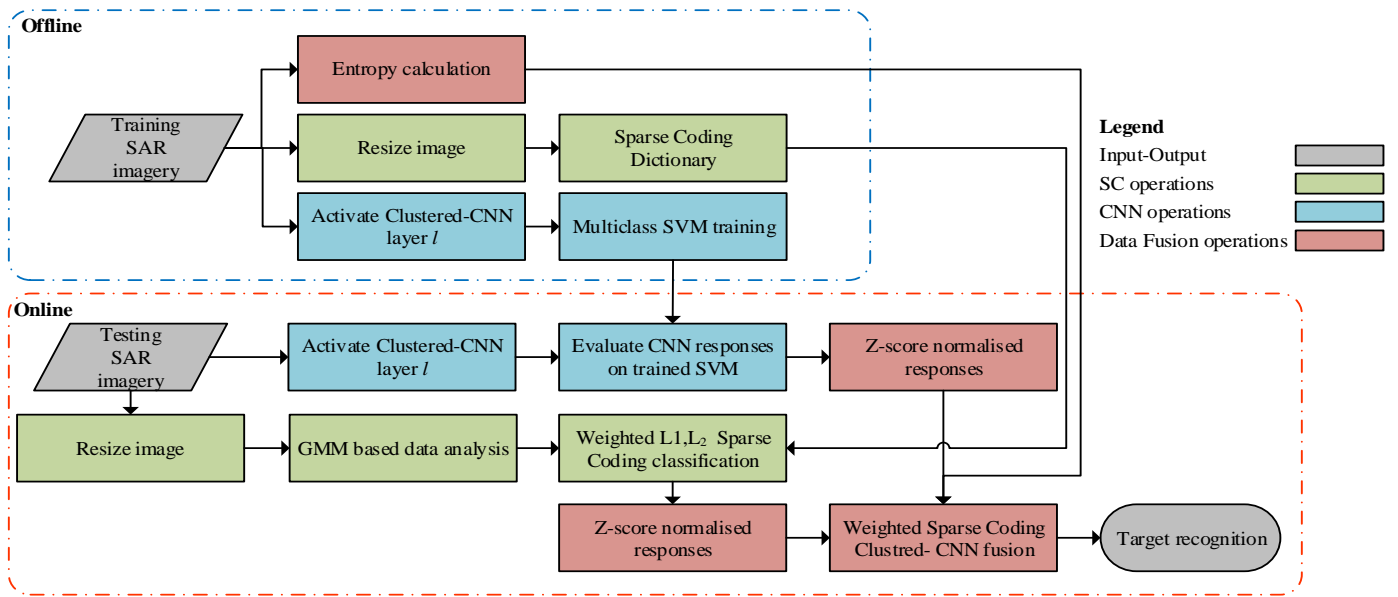 Offline
Entropy calculation
Training
SAR
imagery
Resize image
Sparse Coding
Dictionary
Activate Clustered-CNN
layer l
Multiclass SVM training
Legend
Input-Output
SC operations
CNN operations
Data Fusion operations
Online
Testing
SAR
imagery
Activate Clustered-CNN
layer l
Evaluate CNN responses
on trained SVM
Z-score normalised
responses
Resize image
GMM based data analysis
Weighted L1,L₂ Sparse
Coding classification
Z-score normalised
responses
Weighted Sparse Coding
Clustred- CNN fusion
Target recognition